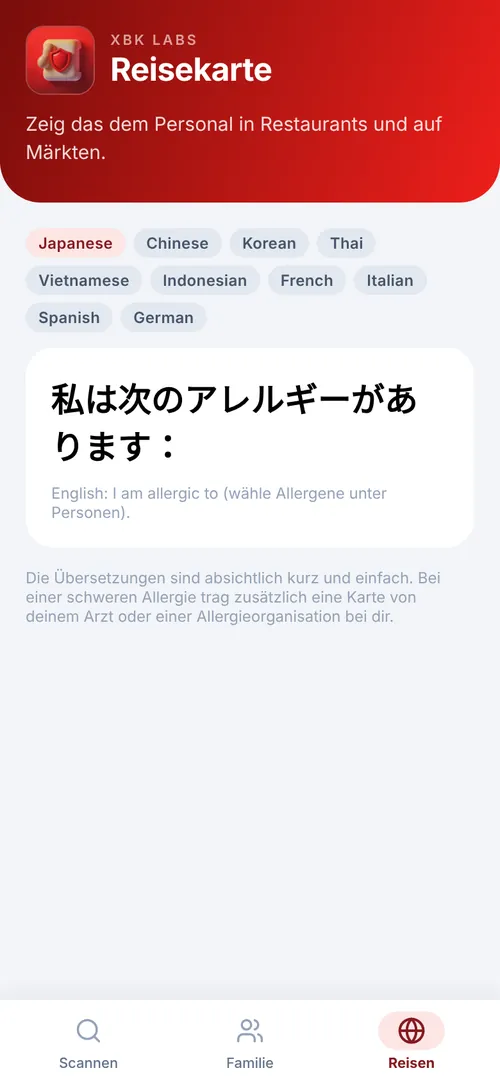 XBK LABS
Reisekarte
Zeig das dem Personal in Restaurants und auf
Märkten.
Japanese Chinese Korean Thai
Vietnamese Indonesian French Italian
Spanish German
私は次のアレルギーがあ
ります：
English: I am allergic to (wähle Allergene unter
Personen).
Die Übersetzungen sind absichtlich kurz und einfach. Bei
einer schweren Allergie trag zusätzlich eine Karte von
deinem Arzt oder einer Allergieorganisation bei dir.
Scannen Familie Reisen